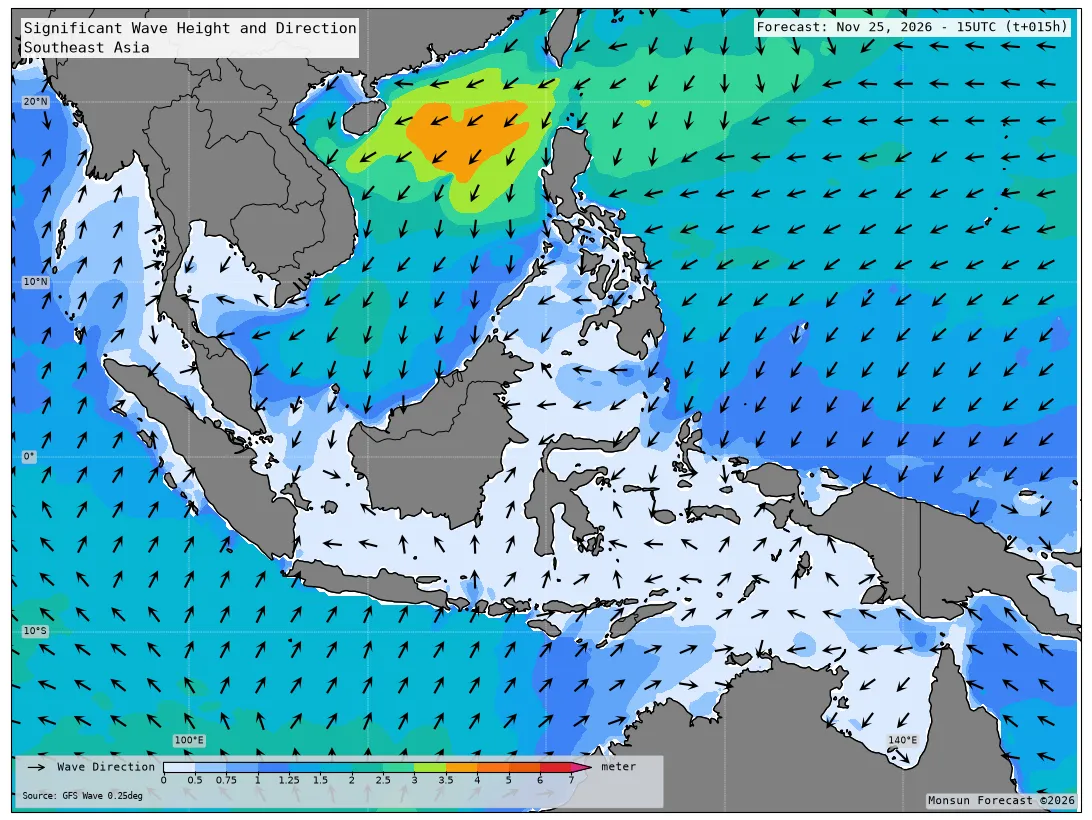 Significant Wave Height and Direction
Southeast Asia
Forecast: Nov 25, 2026 - 15UTC (t+015h)
20°N
10°N
0°
10°S
100°E
140°E
Wave Direction
meter
0 0.5 0.75 1 1.25 1.5 2 2.5 3 3.5 4 5 6 7
Source: GFS Wave 0.25deg
Monsun Forecast ©2026